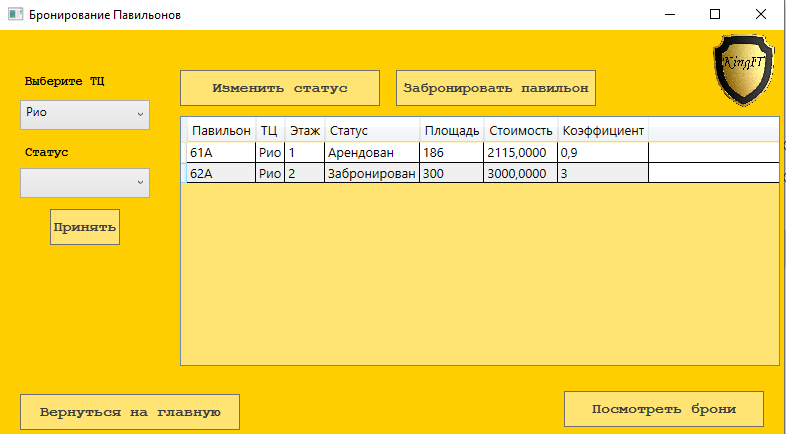 Бронирование Павильонов
KingIT
Выберите ТЦ
Рио
Статус
Принять
Изменить статус
Забронировать павильон
Павильон ТЦ Этаж Статус Площадь Стоимость Коэффициент
61А Рио 1 Арендован 186 2115,0000 0,9
62А Рио 2 Забронирован 300 3000,0000 3
Вернуться на главную
Посмотреть брони